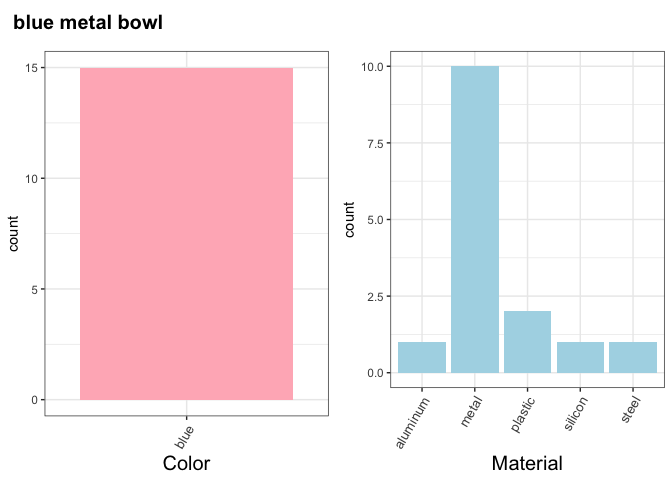 blue metal bowl
count
15
10
5
0
blue
Color
count
10.0
7.5
5.0
2.5
0.0
aluminum
metal
plastic
silicon
steel
Material